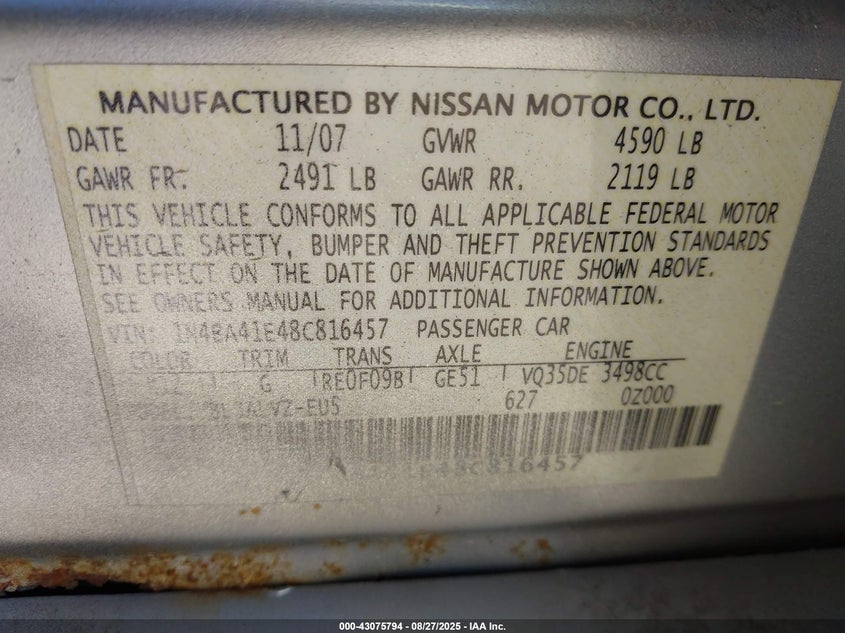 MANUFACTURED BY NISSAN MOTOR CO., LTD.
DATE 11/07 GVWR 4590 LB
GAWR FR. 2491 LB GAWR RR. 2119 LB
THIS VEHICLE CONFORMS TO ALL APPLICABLE FEDERAL MOTOR
VEHICLE SAFETY, BUMPER AND THEFT PREVENTION STANDARDS
IN EFFECT ON THE DATE OF MANUFACTURE SHOWN ABOVE.
SEE OWNERS MANUAL FOR ADDITIONAL INFORMATION.
VIN: 1N4BA41E48C816457 PASSENGER CAR
COLOR TRIM TRANS AXLE ENGINE
G RE0F09B GE51 VQ35DE 3498CC
VZ-EU5 627 0Z000
1E48C816457
000-43075794 - 08/27/2025 - IAA Inc.